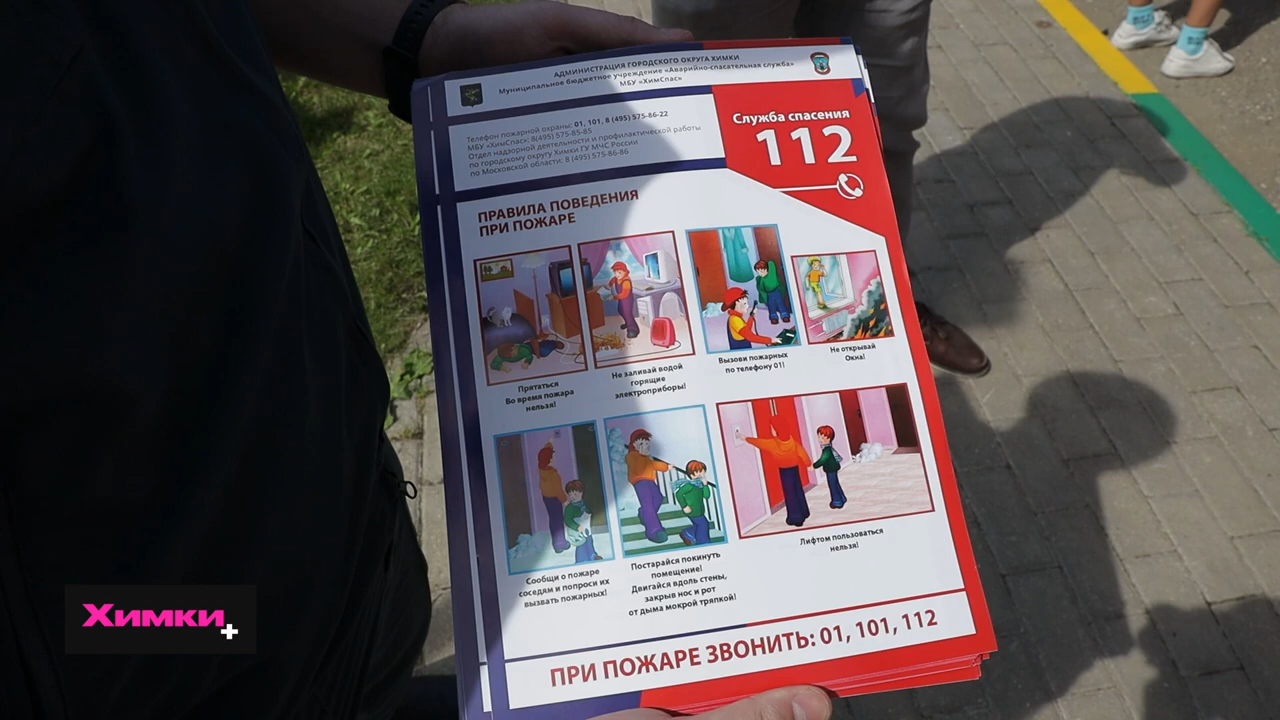 АДМИНИСТРАЦИЯ ГОРОДСКОГО ОКРУГА ХИМКИ
Муниципальное бюджетное учреждение «Аварийно-спасательная служба»
МБУ «ХимСпас»
Телефон пожарной охраны: 01, 101, 8 (495) 575-86-22
МБУ «ХимСпас»: 8(495) 575-85-85
Отдел надзорной деятельности и профилактической работы
по городскому округу Химки ГУ МЧС России
по Московской области: 8 (495) 575-86-86
Служба спасения
112
ПРАВИЛА ПОВЕДЕНИЯ
ПРИ ПОЖАРЕ
Прятаться
Во время пожара
нельзя!
Не заливай водой
горящие
электроприборы!
Вызови пожарных
по телефону 01!
Не открывай
Окна!
Сообщи о пожаре
соседям и попроси их
вызвать пожарных!
Постарайся покинуть
помещение!
Двигайся вдоль стены,
закрыв нос и рот
от дыма мокрой тряпкой!
Лифтом пользоваться
нельзя!
ПРИ ПОЖАРЕ ЗВОНИТЬ: 01, 101, 112
Химки+